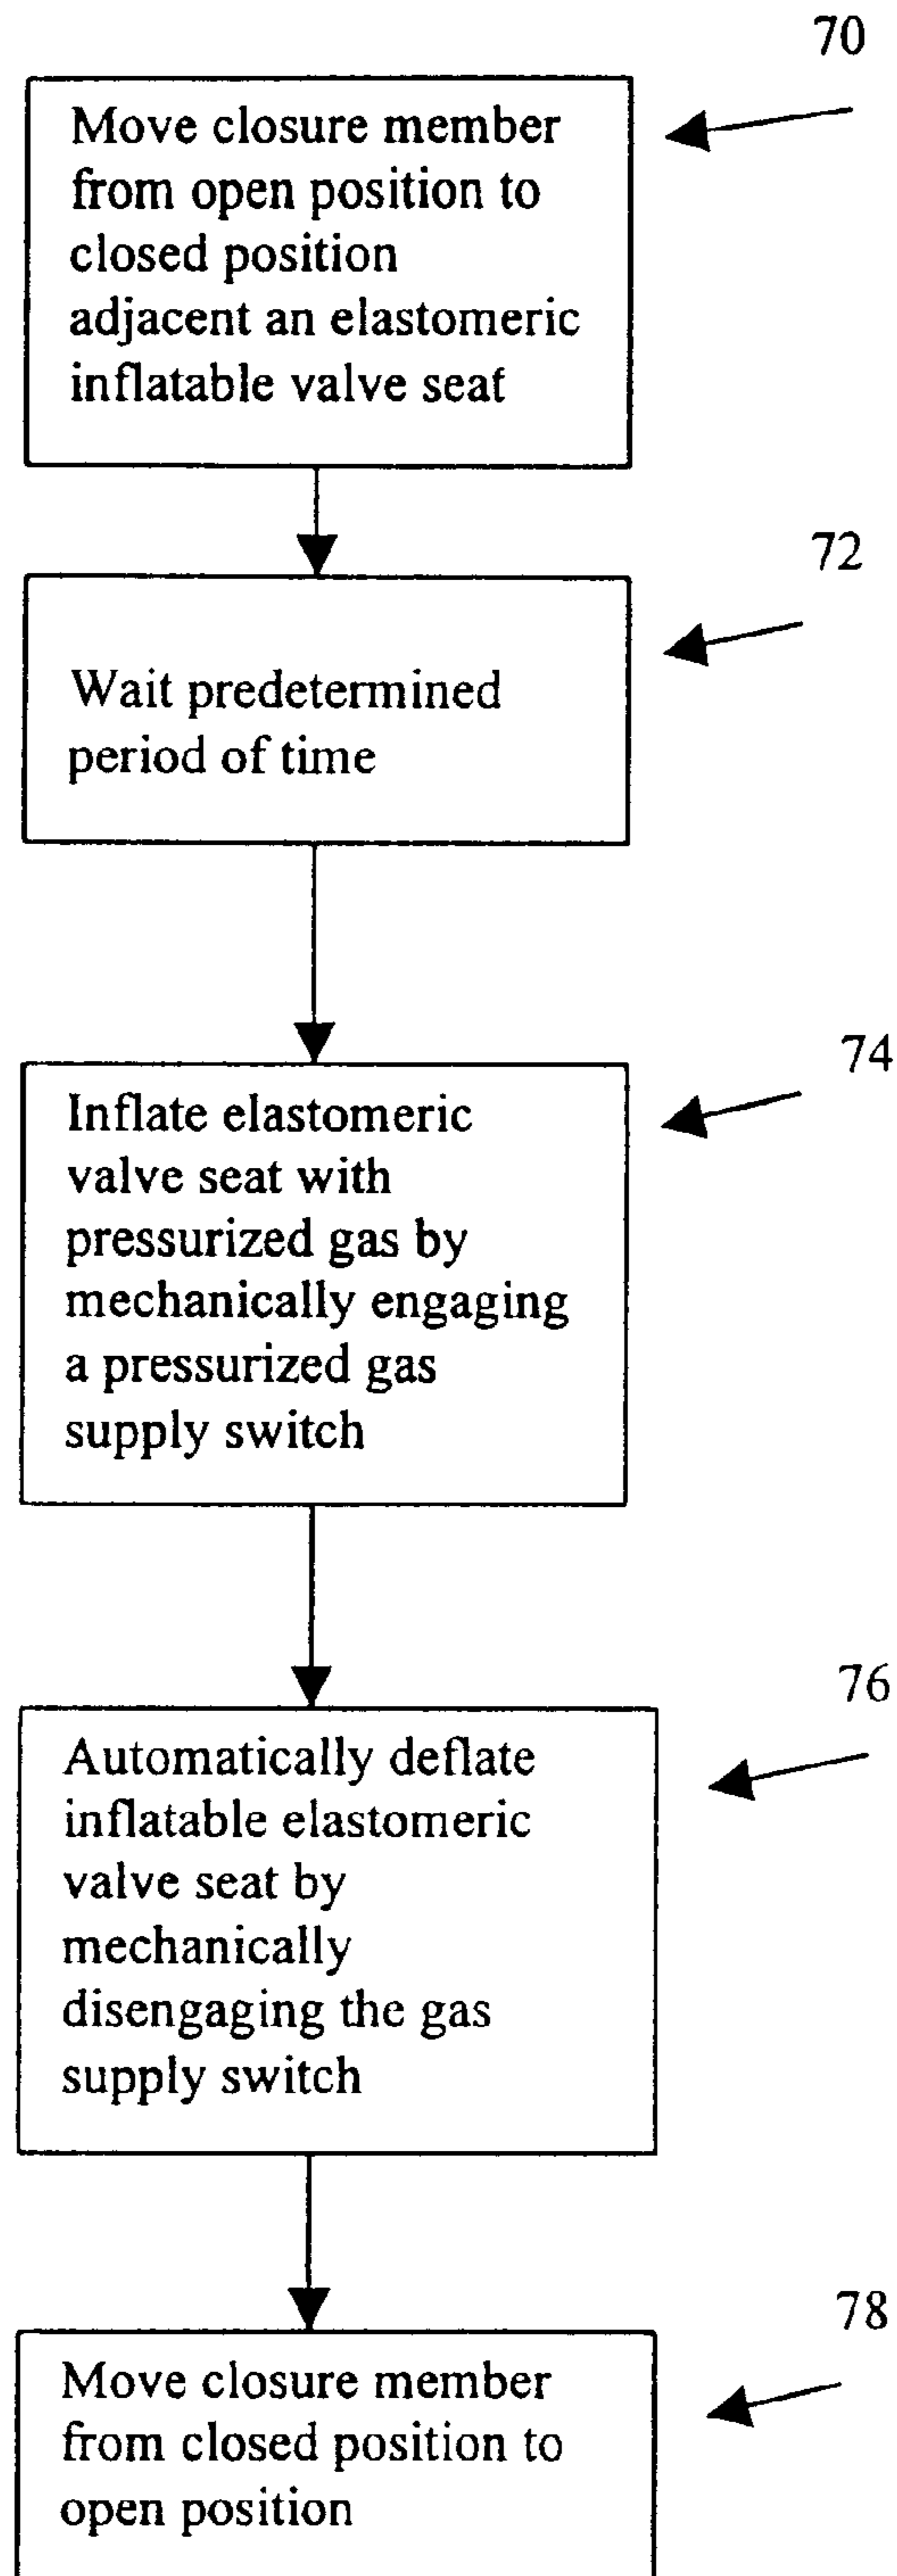 70
Move closure member
from open position to
closed position
adjacent an elastomeric
inflatable valve seat
72
Wait predetermined
period of time
74
Inflate elastomeric
valve seat with
pressurized gas by
mechanically engaging
a pressurized gas
supply switch
76
Automatically deflate
inflatable elastomeric
valve seat by
mechanically
disengaging the gas
supply switch
78
Move closure member
from closed position to
open position